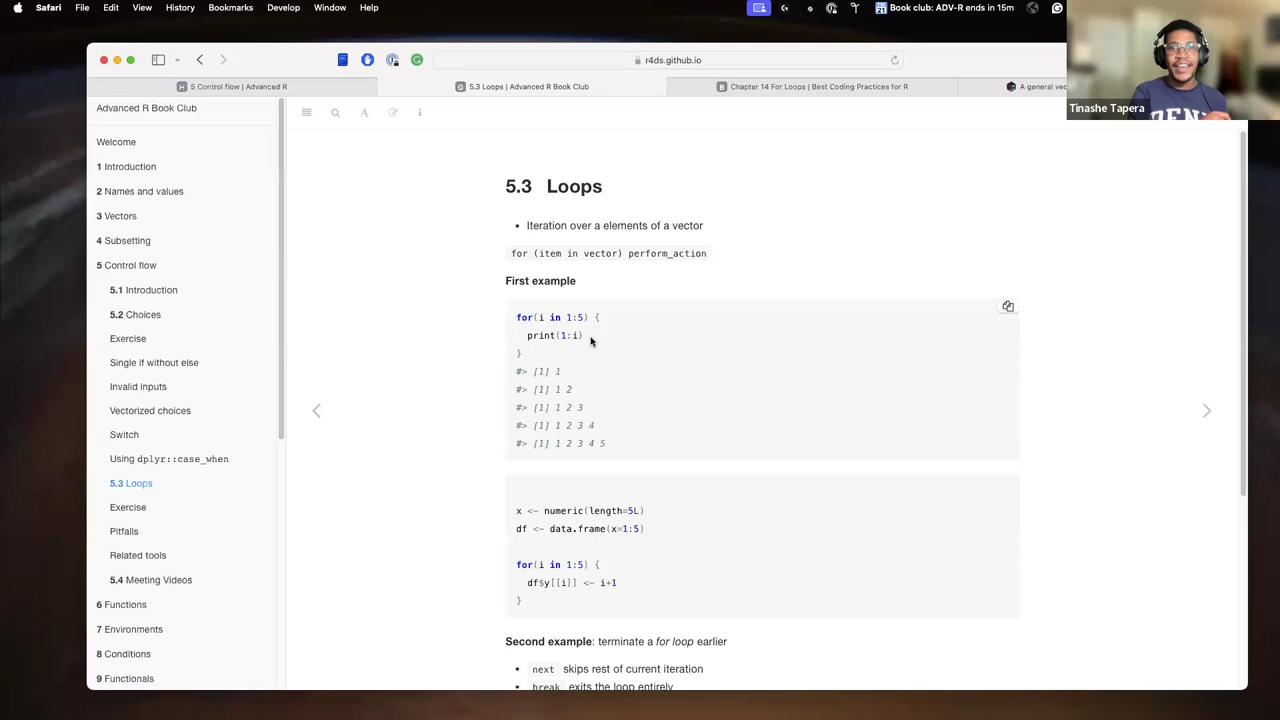 Safari File Edit View History Bookmarks Develop Window Help
21 Book club: ADV-R ends in 15m
r4ds.github.io
5 Control flow | Advanced R
5.3 Loops | Advanced R Book Club
Chapter 14 For Loops | Best Coding Practices for R
A general vec
Tinashe Tapera
Advanced R Book Club
Welcome
1 Introduction
2 Names and values
3 Vectors
4 Subsetting
5 Control flow
5.1 Introduction
5.2 Choices
Exercise
Single if without else
Invalid inputs
Vectorized choices
Switch
Using dplyr::case_when
5.3 Loops
Exercise
Pitfalls
Related tools
5.4 Meeting Videos
6 Functions
7 Environments
8 Conditions
9 Functionals
5.3 Loops
• Iteration over a elements of a vector
for (item in vector) perform_action
First example
for(i in 1:5) {
print(1:i)
}
#> [1] 1
#> [1] 1 2
#> [1] 1 2 3
#> [1] 1 2 3 4
#> [1] 1 2 3 4 5
x <- numeric(length=5L)
df <- data.frame(x=1:5)
for(i in 1:5) {
df$y[[i]] <- i+1
}
Second example: terminate a for loop earlier
• next skips rest of current iteration
• break exits the loop entirely